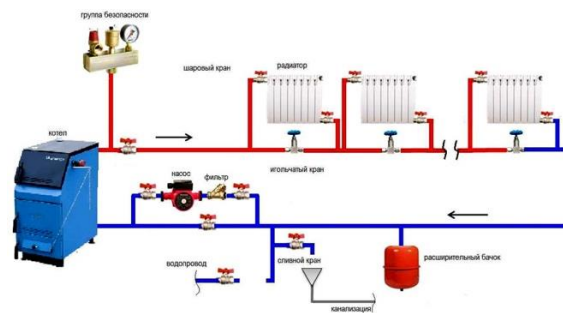 группа безопасности
шаровый кран
радиатор
котел
игольчатый кран
насос
фильтр
сливной кран
водопровод
расширительный бачок
канализация